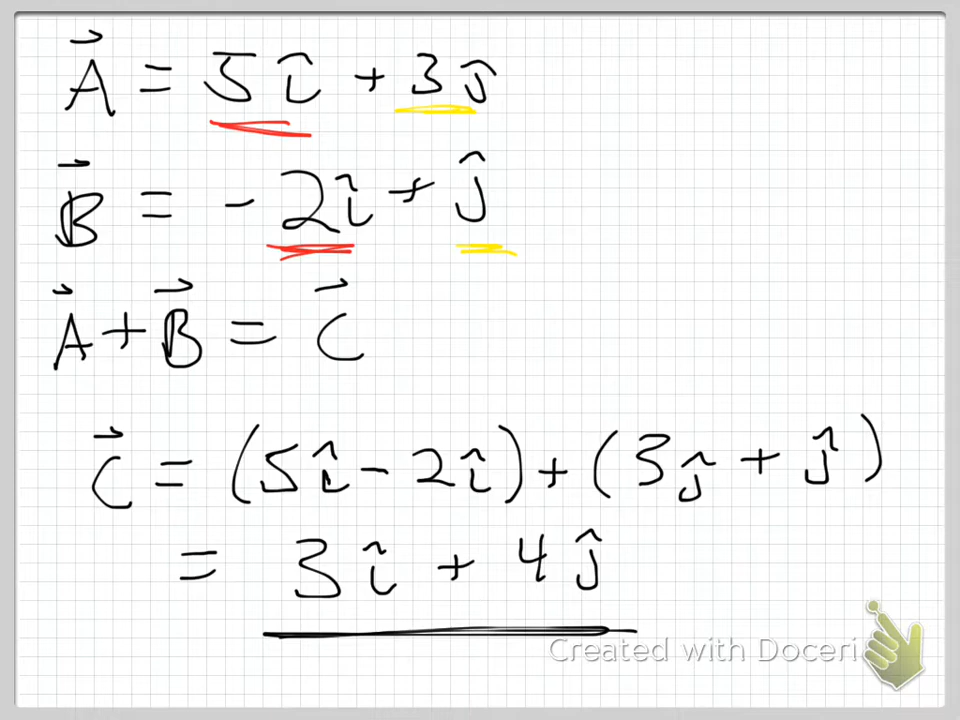 A⃗ = 5î + 3ĵ
B⃗ = - 2î + ĵ
A⃗ + B⃗ = C⃗
C⃗ = (5î - 2î) + (3ĵ + ĵ)
= 3î + 4ĵ
Created with Doceri